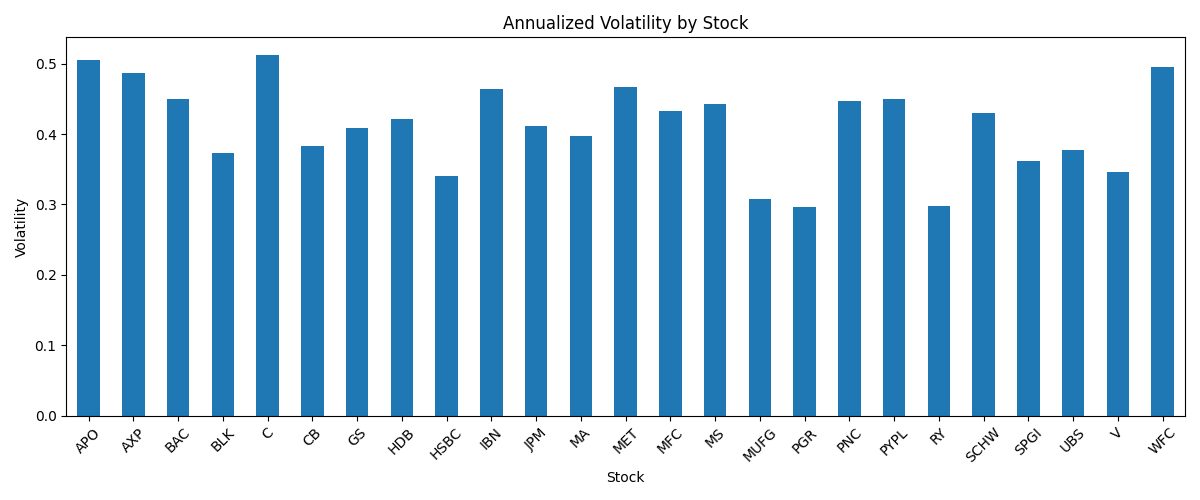 Annualized Volatility by Stock
Volatility
0.5
0.4
0.3
0.2
0.1
0.0
APO AXP BAC BLK C CB GS HDB HSBC IBN JPM MA MET MFC MS MUFG PGR PNC PYPL RY SCHW SPGI UBS V WFC
Stock